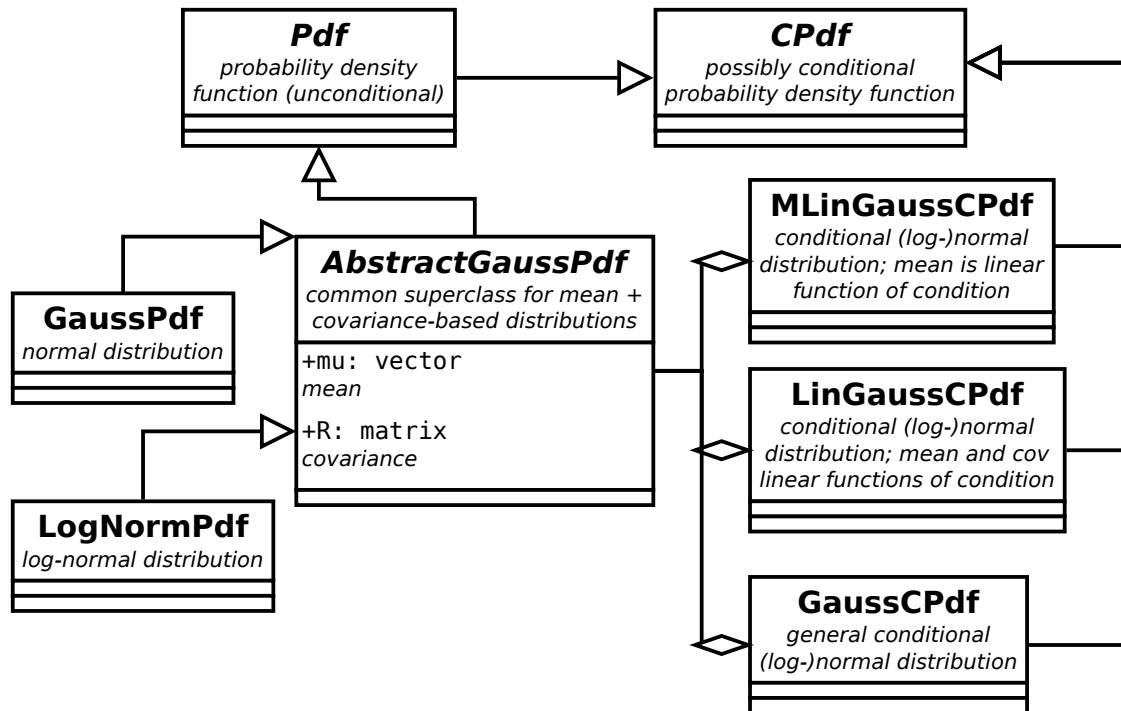 Pdf
probability density
function (unconditional)
CPdf
possibly conditional
probability density function
AbstractGaussPdf
common superclass for mean +
covariance-based distributions
+mu: vector
mean
+R: matrix
covariance
GaussPdf
normal distribution
LogNormPdf
log-normal distribution
MLinGaussCPdf
conditional (log-)normal
distribution; mean is linear
function of condition
LinGaussCPdf
conditional (log-)normal
distribution; mean and cov
linear functions of condition
GaussCPdf
general conditional
(log-)normal distribution